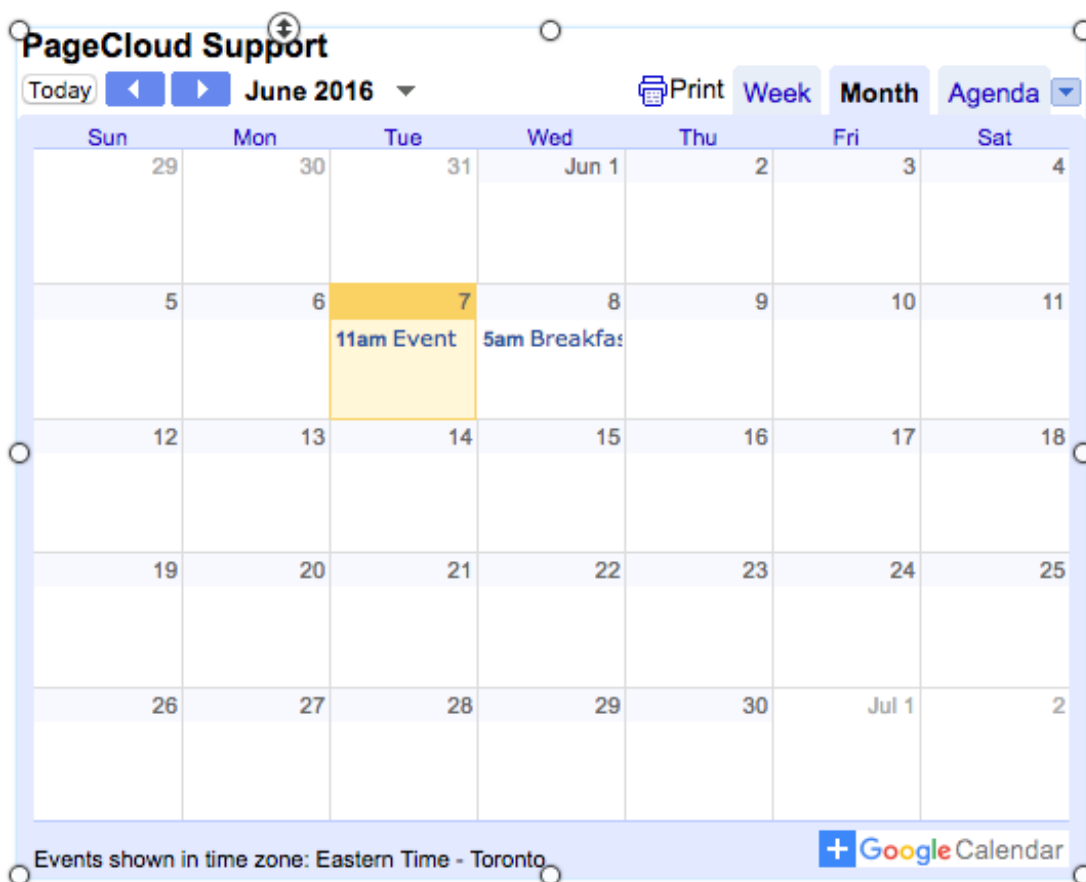 PageCloud Support
Today June 2016 Print Week Month Agenda
Sun Mon Tue Wed Thu Fri Sat
29 30 31 Jun 1 2 3 4
5 6 7 8 9 10 11
11am Event 5am Breakfas
12 13 14 15 16 17 18
19 20 21 22 23 24 25
26 27 28 29 30 Jul 1 2
Events shown in time zone: Eastern Time - Toronto
Google Calendar